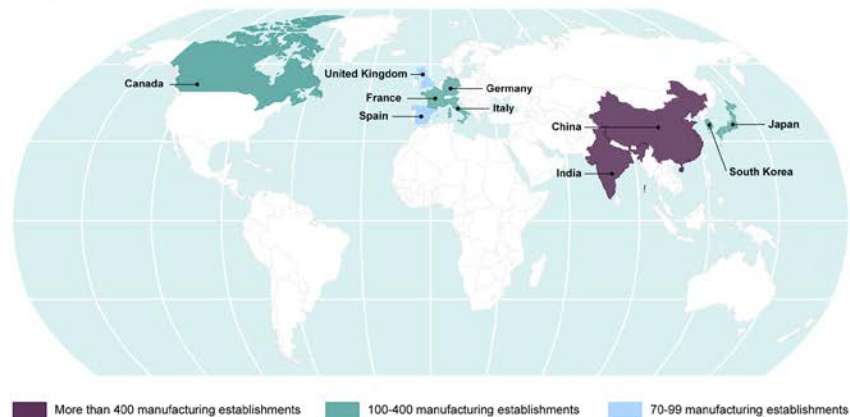 Canada
United Kingdom
France
Spain
Germany
Italy
China
India
Japan
South Korea
More than 400 manufacturing establishments
100-400 manufacturing establishments
70-99 manufacturing establishments